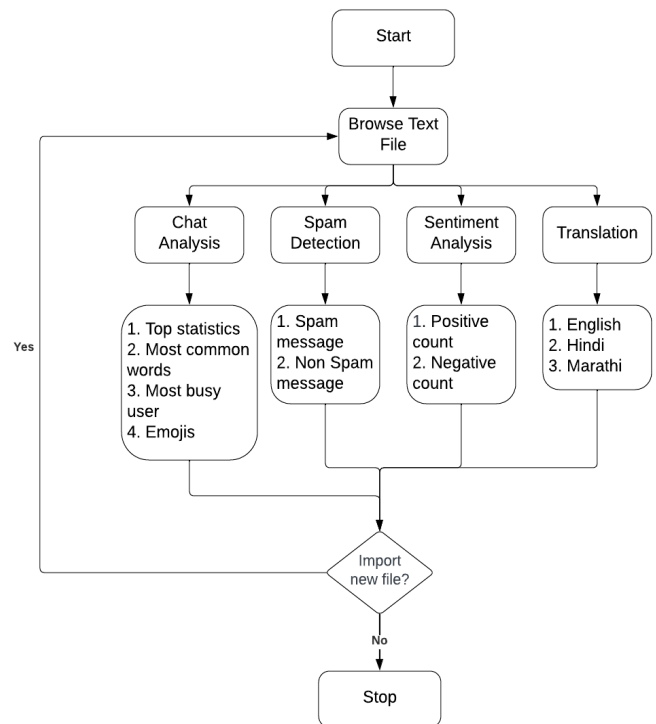 Start
Browse Text
File
Chat
Analysis
Spam
Detection
Sentiment
Analysis
Translation
1. Top statistics
2. Most common
words
3. Most busy
user
4. Emojis
1. Spam
message
2. Non Spam
message
1. Positive
count
2. Negative
count
1. English
2. Hindi
3. Marathi
Yes
Import
new file?
No
Stop